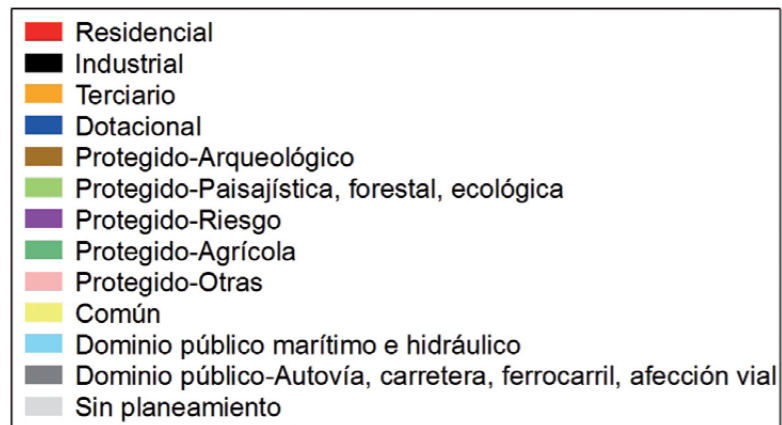 Residencial
Industrial
Terciario
Dotacional
Protegido-Arqueológico
Protegido-Paisajística, forestal, ecológica
Protegido-Riesgo
Protegido-Agrícola
Protegido-Otras
Común
Dominio público marítimo e hidráulico
Dominio público-Autovía, carretera, ferrocarril, afección vial
Sin planeamiento